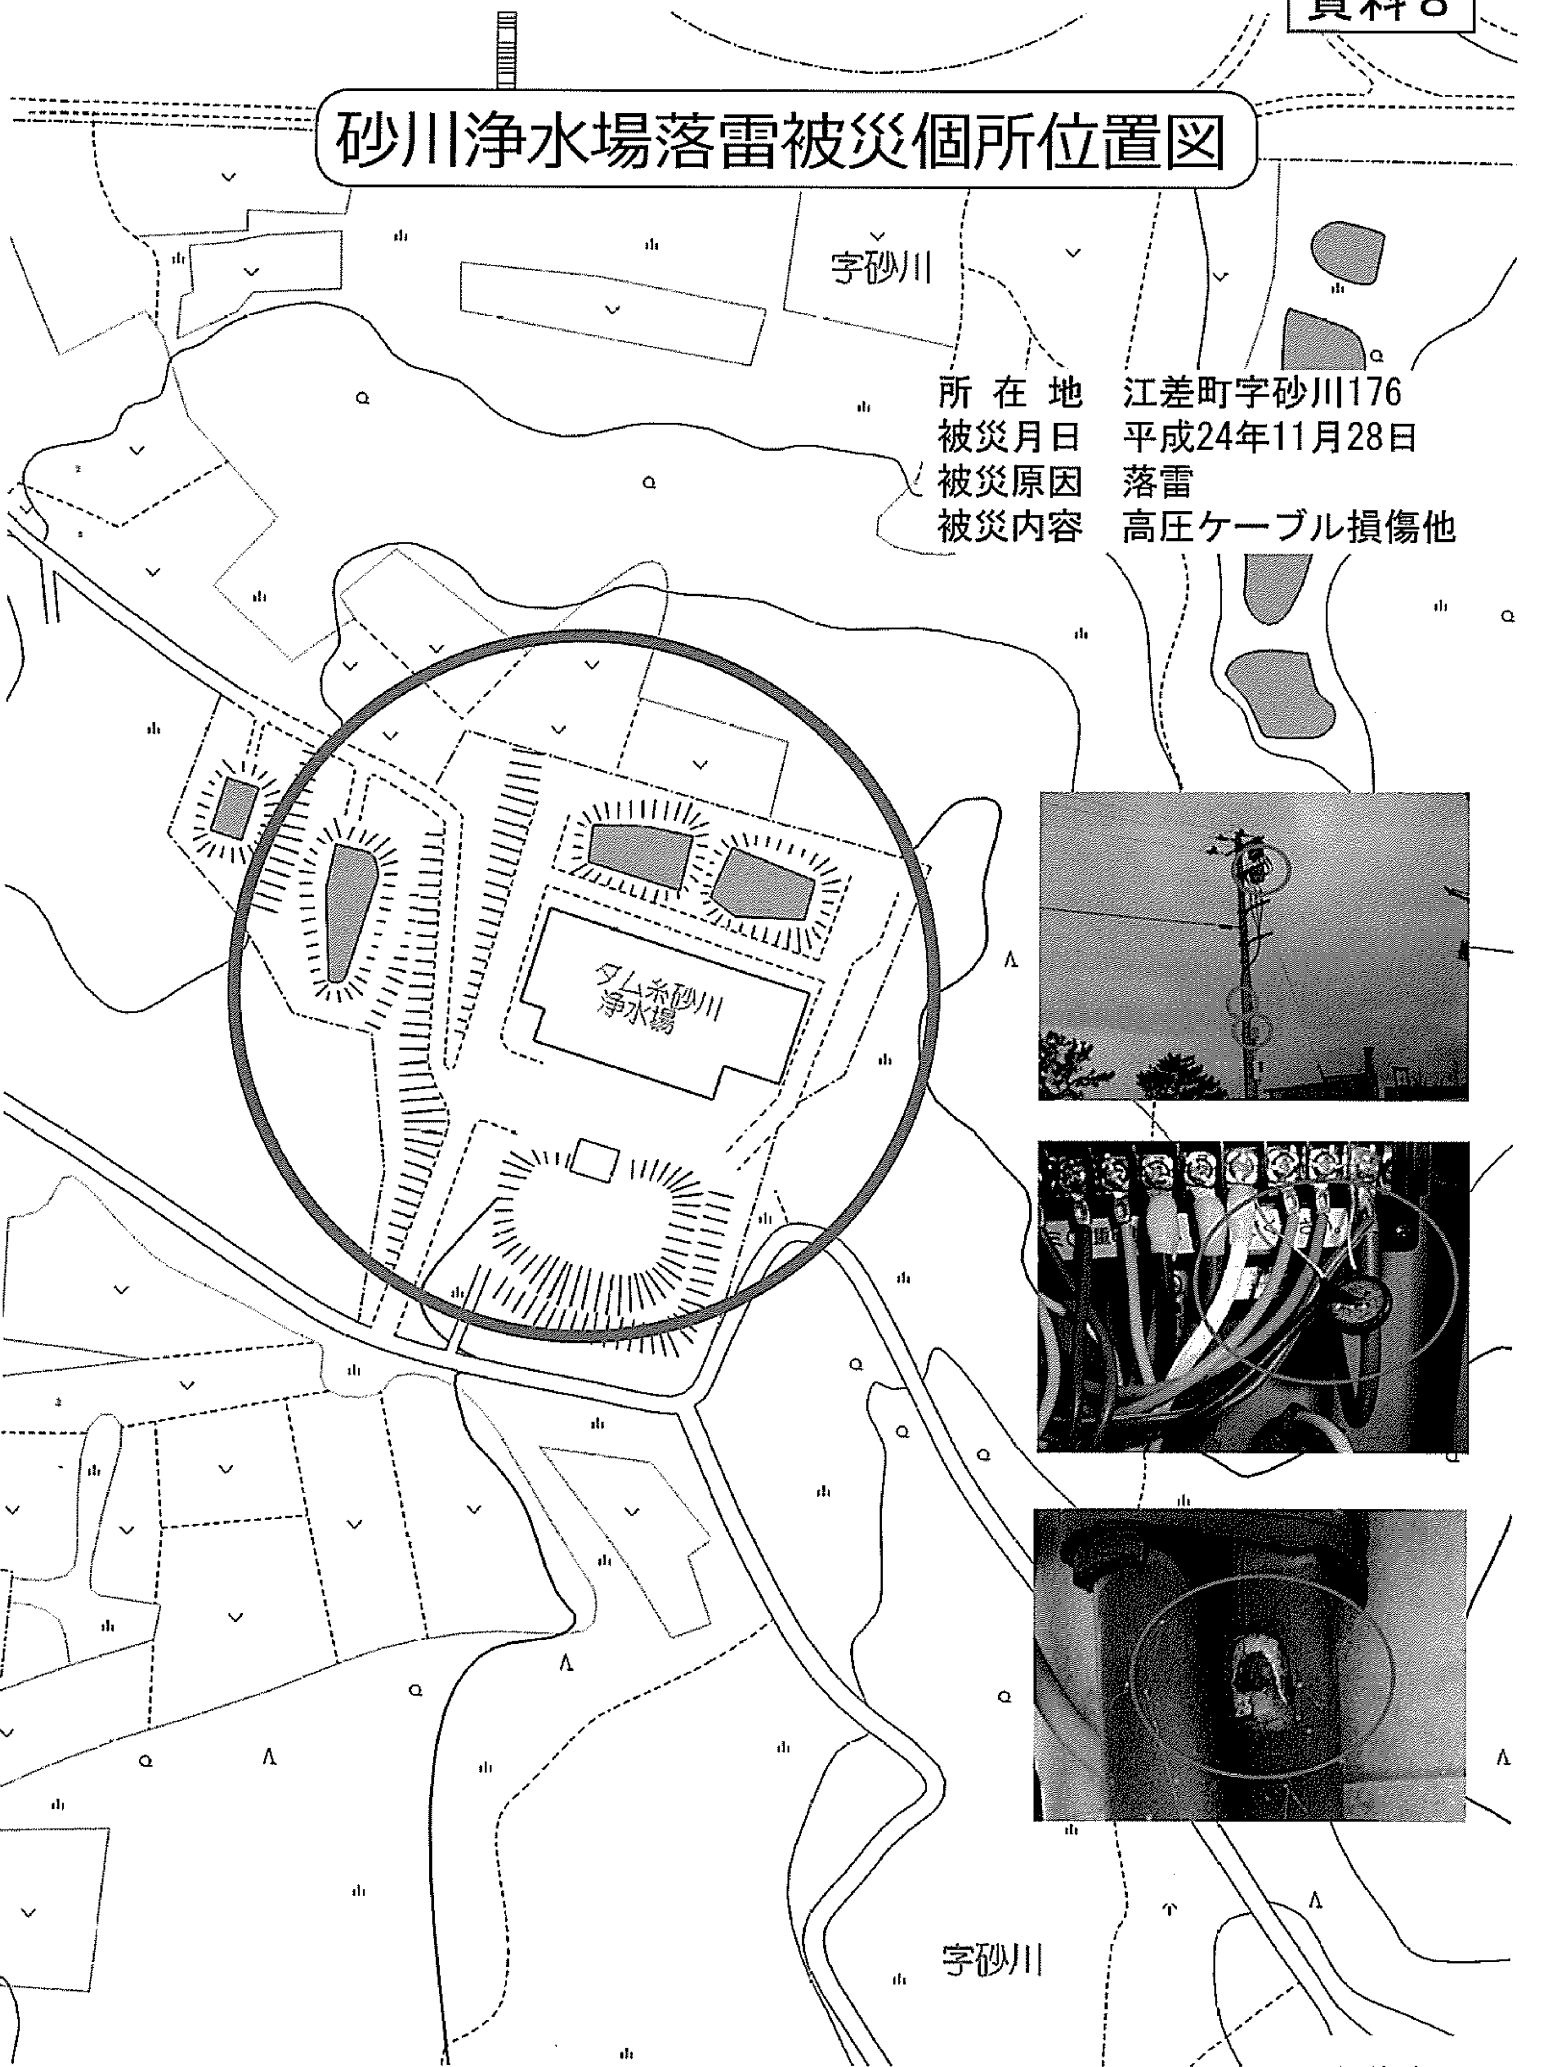 資料8
砂川浄水場落雷被災個所位置図
字砂川
所在地 江差町字砂川176
被災月日 平成24年11月28日
被災原因 落雷
被災内容 高圧ケーブル損傷他
ダム系砂川
浄水場
字砂川